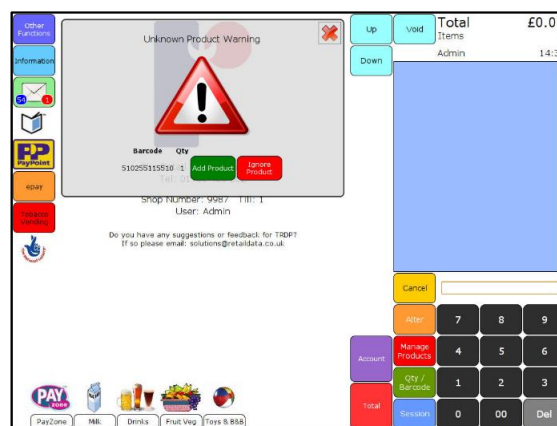 Other
Functions
Information
54
1
PayPoint
epay
Tobacco
Vending
Unknown Product Warning
Barcode Qty
510255115510 1
Add Product
Ignore
Product
Shop Number: 9987 Till: 1
User: Admin
Do you have any suggestions or feedback for TRDP?
If so please email: solutions@retaildata.co.uk
PAY
zone
PayZone
Milk
Drinks
Fruit Veg
Toys & B&B
Up
Void
Down
Total £0.0
Items
Admin 14:3
Cancel
Alter
7 8 9
Account
Manage
Products
4 5 6
Qty /
Barcode
1 2 3
Total
Session
0 00 Del